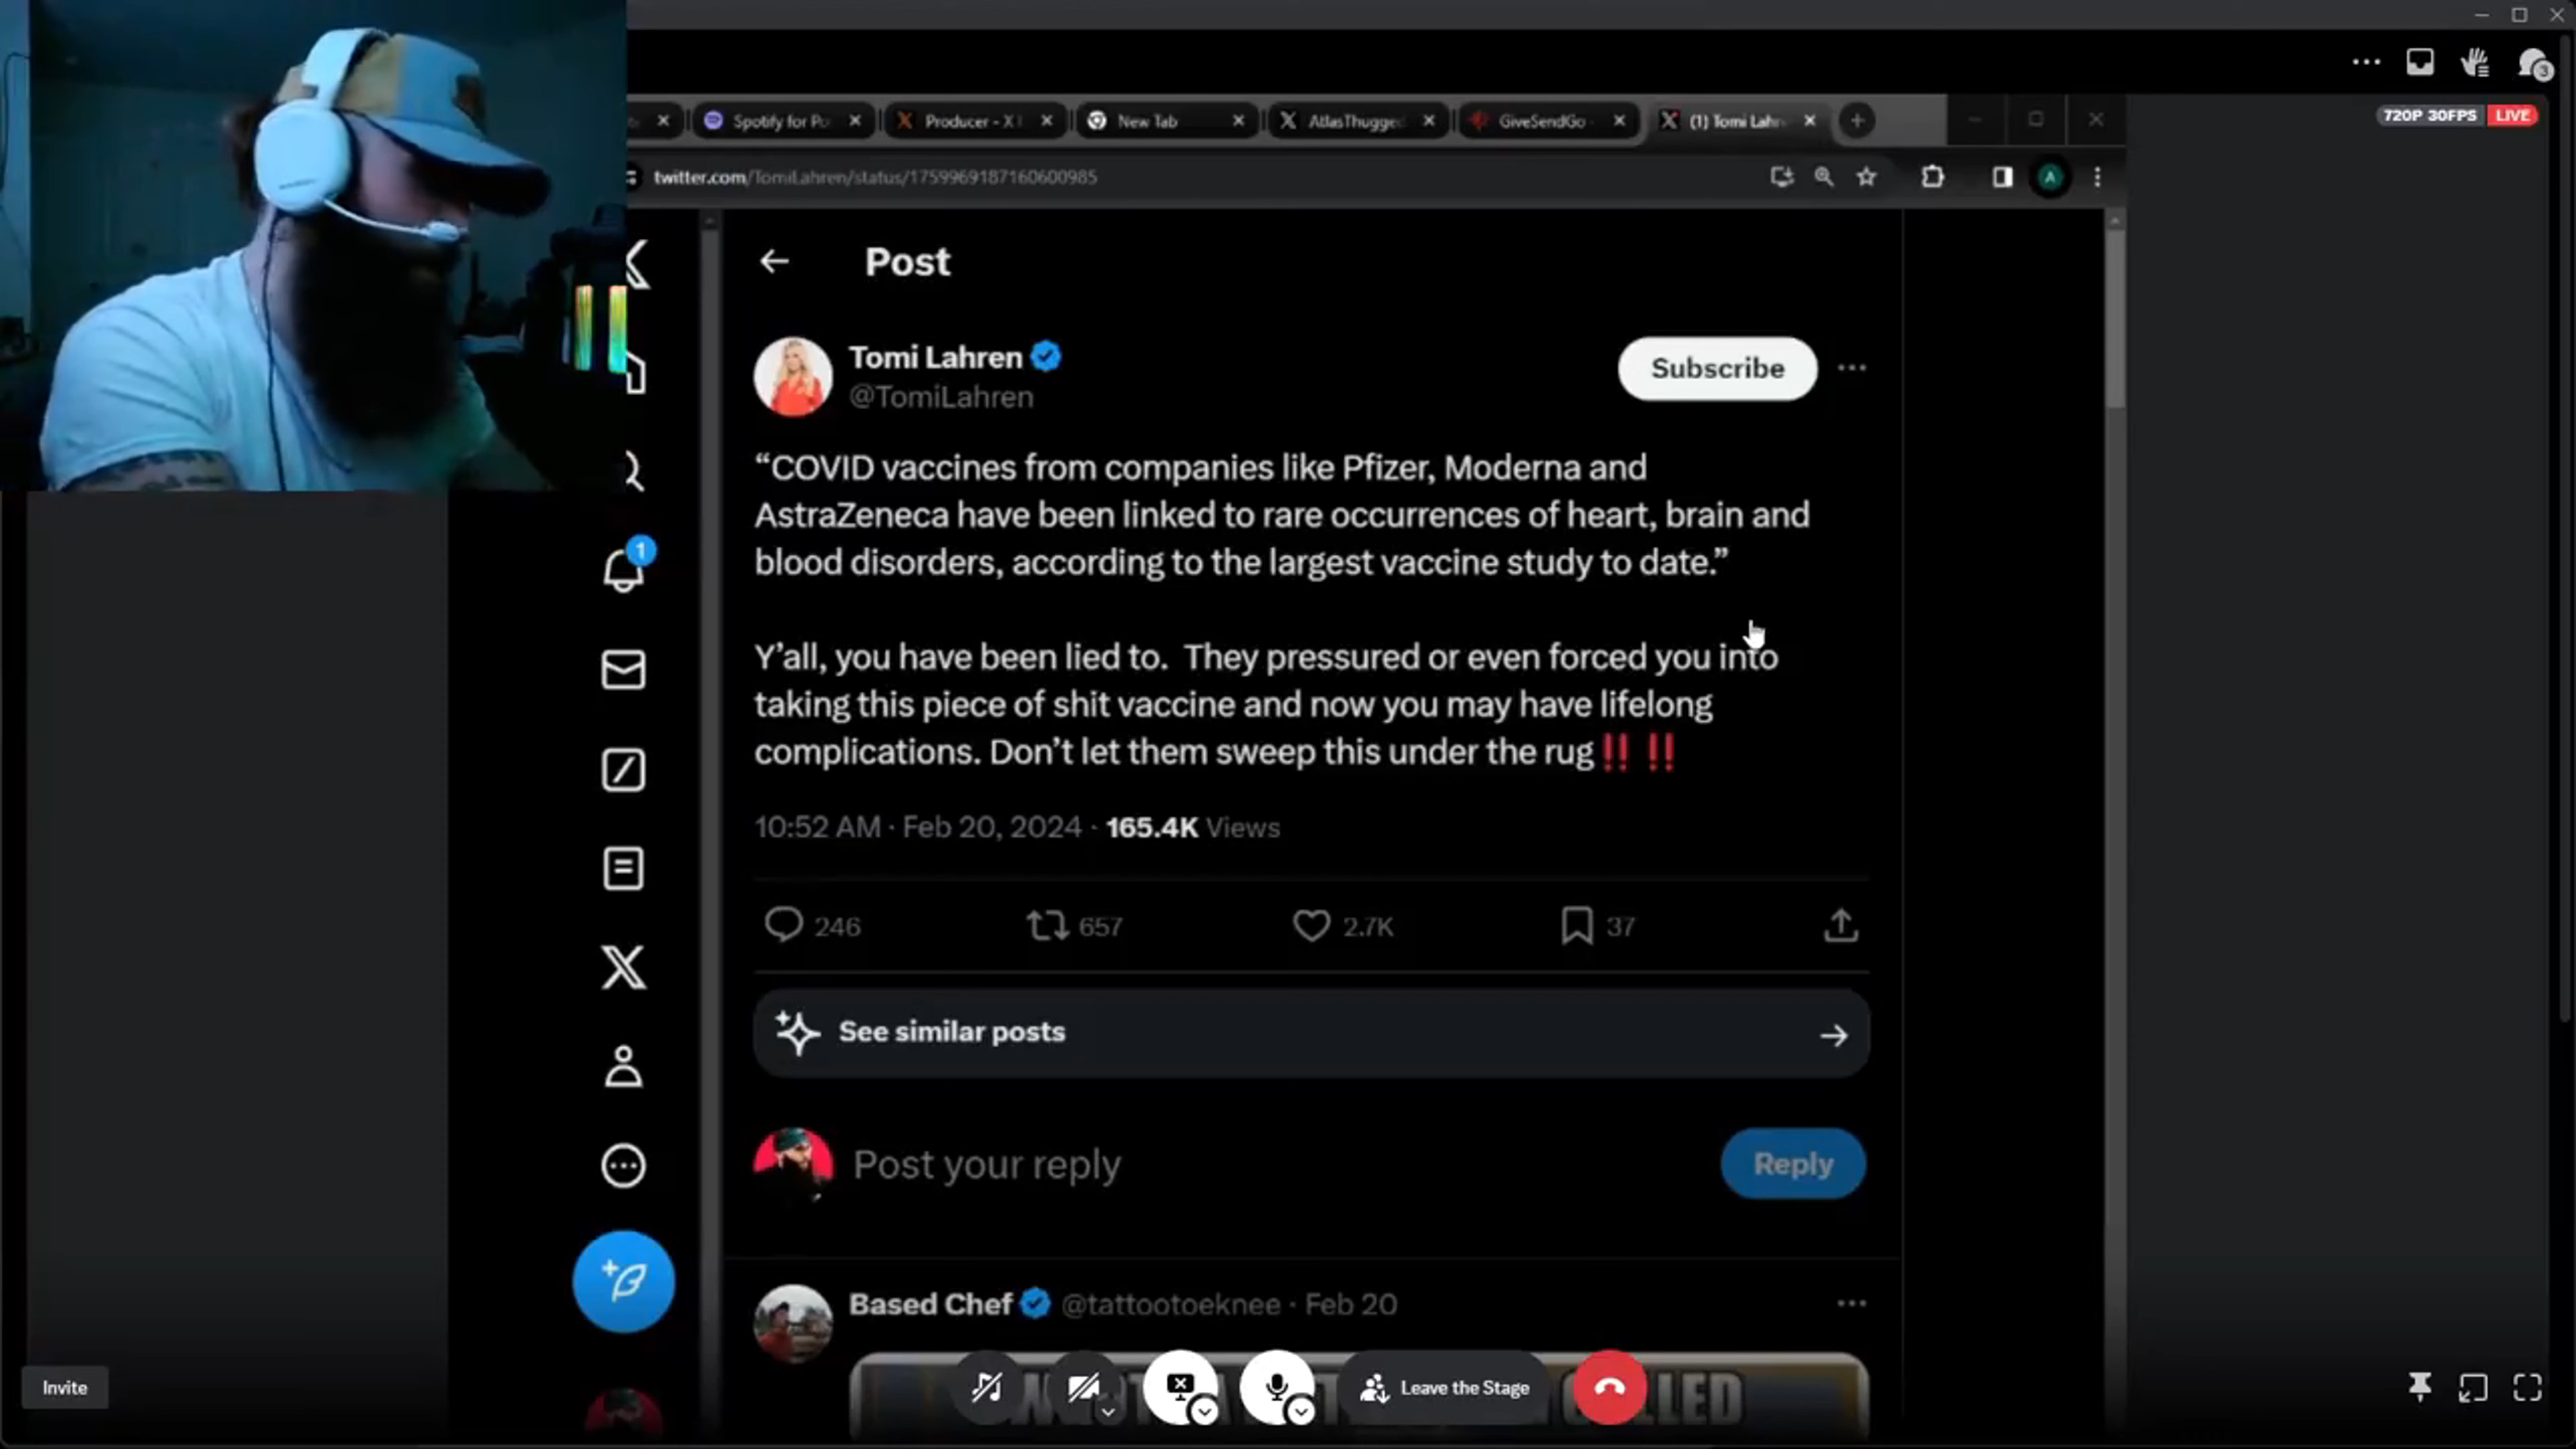 720P 30FPS LIVE
Spotify for Po
Producer - X
New Tab
AtlasThugged
GiveSendGo
(1) Tomi Lahr
twitter.com/TomiLahren/status/1759969187160600985
A
3
Post
Tomi Lahren
@TomiLahren
Subscribe
“COVID vaccines from companies like Pfizer, Moderna and
AstraZeneca have been linked to rare occurrences of heart, brain and
blood disorders, according to the largest vaccine study to date.”
Y’all, you have been lied to. They pressured or even forced you into
taking this piece of shit vaccine and now you may have lifelong
complications. Don’t let them sweep this under the rug‼️ ‼️
10:52 AM · Feb 20, 2024 · 165.4K Views
1
246 657 2.7K 37
See similar posts
Post your reply
Reply
Based Chef @tattootoeknee · Feb 20
Invite
Leave the Stage